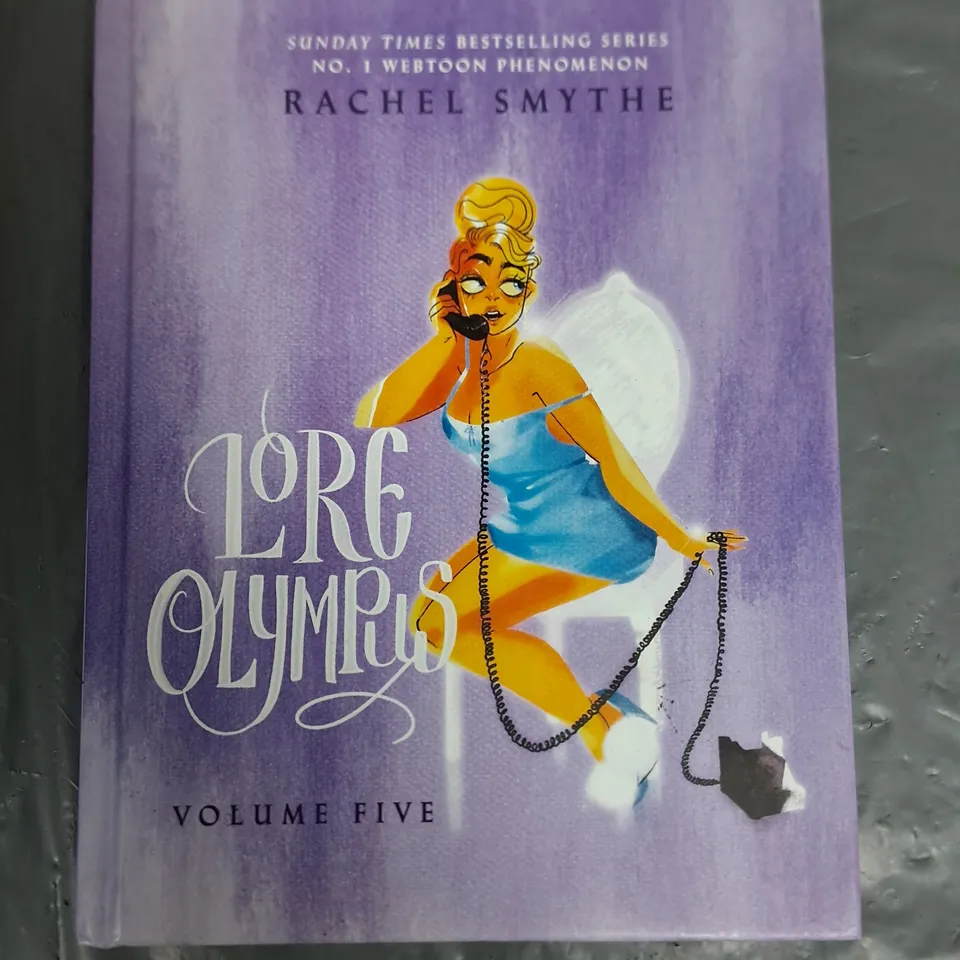 SUNDAY TIMES BESTSELLING SERIES
NO. 1 WEBTOON PHENOMENON
RACHEL SMYTHE
LORE
OLYMPUS
VOLUME FIVE